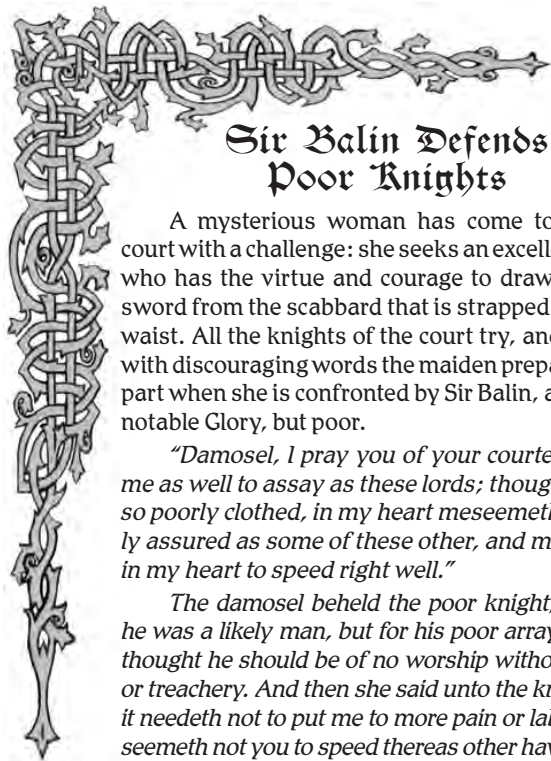 Sir Balin Defends
Poor Knights
A mysterious woman has come to
court with a challenge: she seeks an excell
who has the virtue and courage to draw
sword from the scabbard that is strapped
waist. All the knights of the court try, and
with discouraging words the maiden prepa
part when she is confronted by Sir Balin, a
notable Glory, but poor.
“Damosel, I pray you of your courte
me as well to assay as these lords; thoug
so poorly clothed, in my heart meseemeth
ly assured as some of these other, and m
in my heart to speed right well.”
The damosel beheld the poor knight,
he was a likely man, but for his poor array
thought he should be of no worship witho
or treachery. And then she said unto the kn
it needeth not to put me to more pain or lab
seemeth not you to speed thereas other hav